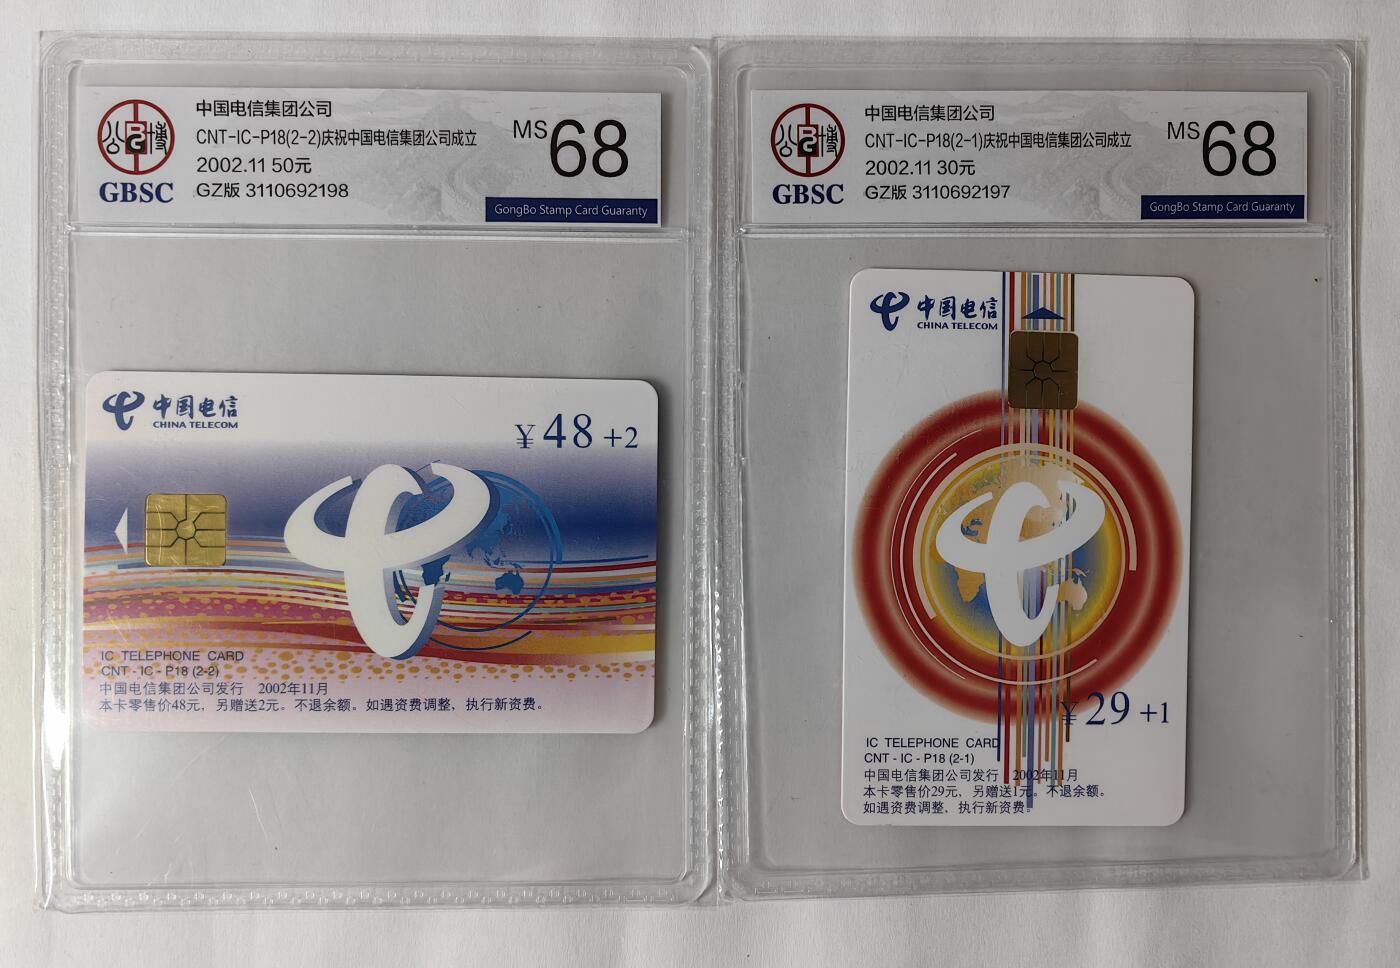 公博
BG
GBSC
中国电信集团公司
CNT-IC-P18(2-2)庆祝中国电信集团公司成立
2002.11 50元
GZ版 3110692198
MS 68
GongBo Stamp Card Guaranty
中国电信
CHINA TELECOM
¥48+2
IC TELEPHONE CARD
CNT - IC - P18 (2-2)
中国电信集团公司发行 2002年11月
本卡零售价48元，另赠送2元。不退余额。如遇资费调整，执行新资费。
公博
BG
GBSC
中国电信集团公司
CNT-IC-P18(2-1)庆祝中国电信集团公司成立
2002.11 30元
GZ版 3110692197
MS 68
GongBo Stamp Card Guaranty
中国电信
CHINA TELECOM
¥29+1
IC TELEPHONE CARD
CNT - IC - P18 (2-1)
中国电信集团公司发行 2002年11月
本卡零售价29元，另赠送1元。不退余额。
如遇资费调整，执行新资费。